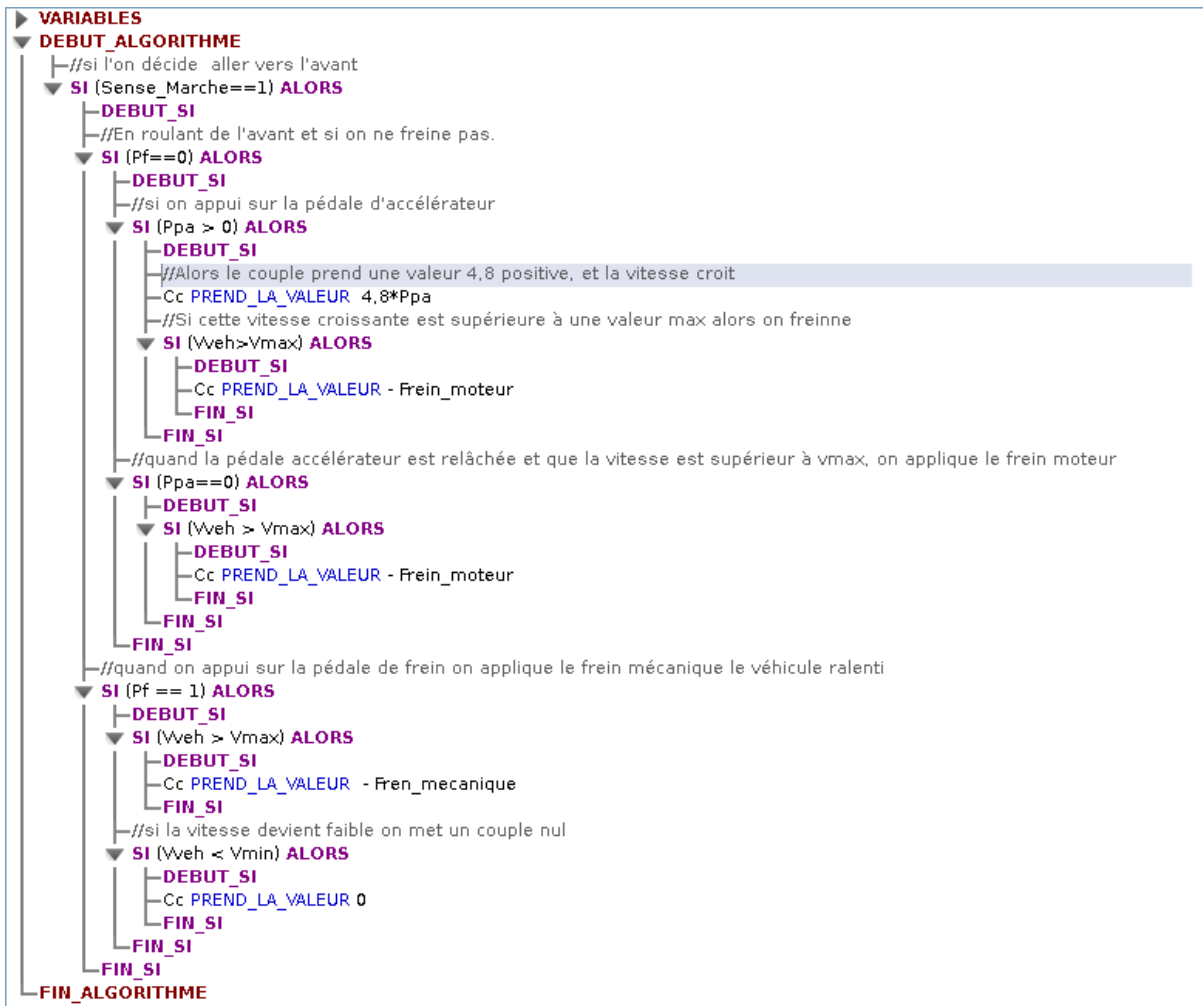 VARIABLES
DEBUT_ALGORITHME
//si l'on décide  aller vers l'avant
SI (Sense_Marche==1) ALORS
DEBUT_SI
//En roulant de l'avant et si on ne freine pas.
SI (Pf==0) ALORS
DEBUT_SI
//si on appui sur la pédale d'accélérateur
SI (Ppa > 0) ALORS
DEBUT_SI
//Alors le couple prend une valeur 4,8 positive, et la vitesse croit
Cc PREND_LA_VALEUR  4,8*Ppa
//Si cette vitesse croissante est supérieure à une valeur max alors on freinne
SI (Vveh>Vmax) ALORS
DEBUT_SI
Cc PREND_LA_VALEUR - Frein_moteur
FIN_SI
FIN_SI
//quand la pédale accélérateur est relâchée et que la vitesse est supérieur à vmax, on applique le frein moteur
SI (Ppa==0) ALORS
DEBUT_SI
SI (Vveh > Vmax) ALORS
DEBUT_SI
Cc PREND_LA_VALEUR - Frein_moteur
FIN_SI
FIN_SI
FIN_SI
//quand on appui sur la pédale de frein on applique le frein mécanique le véhicule ralenti
SI (Pf == 1) ALORS
DEBUT_SI
SI (Vveh > Vmax) ALORS
DEBUT_SI
Cc PREND_LA_VALEUR  - Fren_mecanique
FIN_SI
//si la vitesse devient faible on met un couple nul
SI (Vveh < Vmin) ALORS
DEBUT_SI
Cc PREND_LA_VALEUR 0
FIN_SI
FIN_SI
FIN_SI
FIN_ALGORITHME